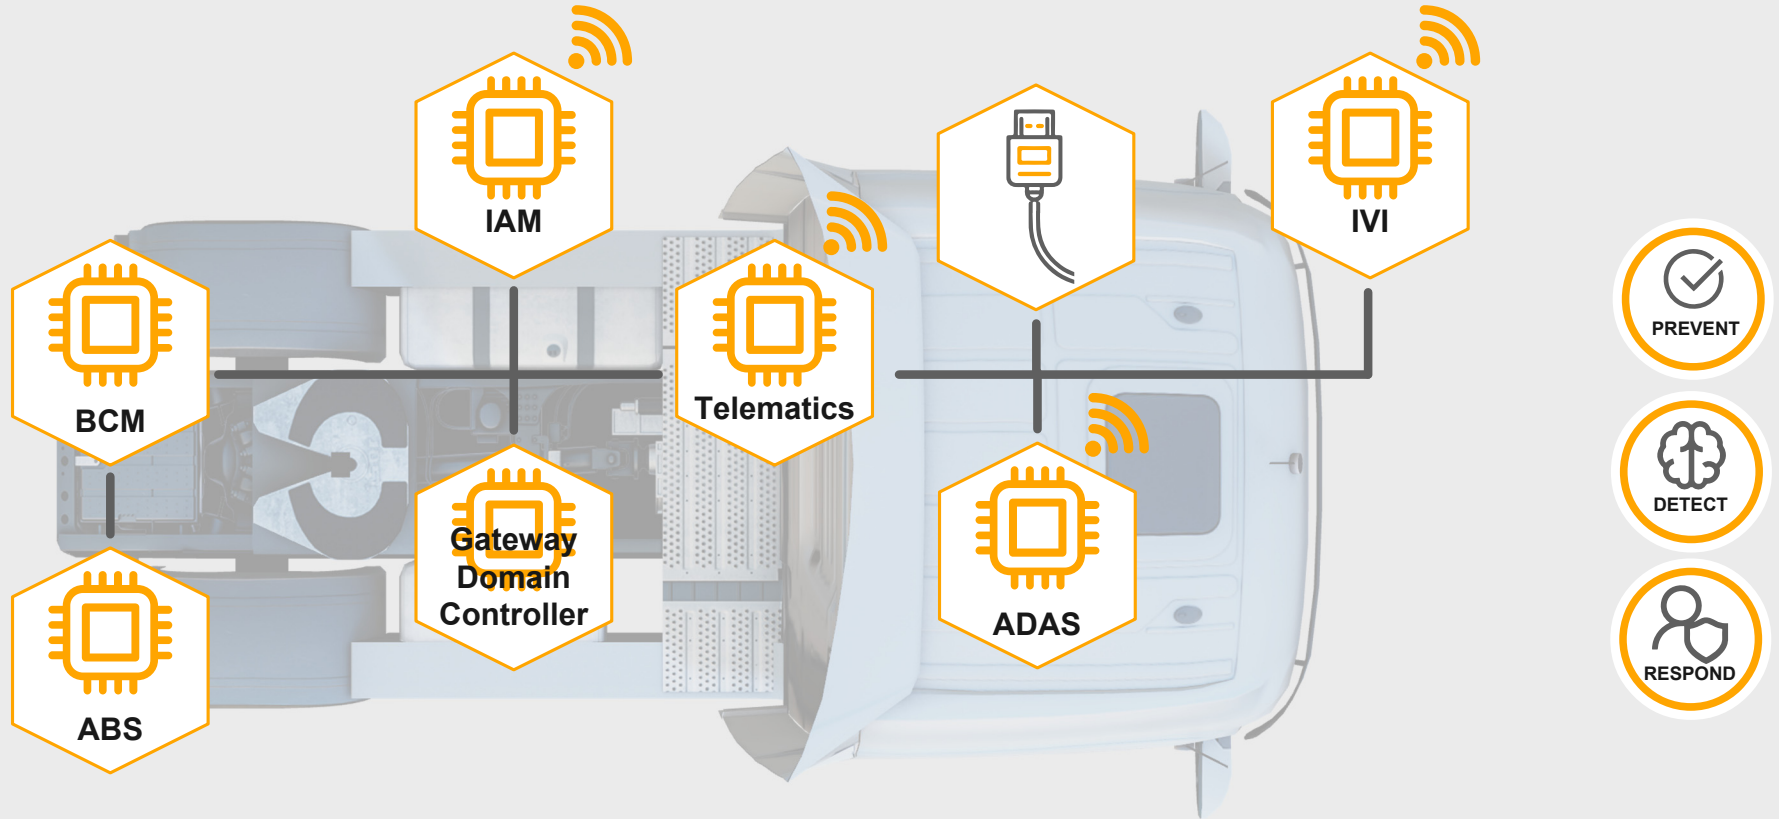 IAM
IVI
BCM
Telematics
Gateway
Domain
Controller
ADAS
ABS
PREVENT
DETECT
RESPOND